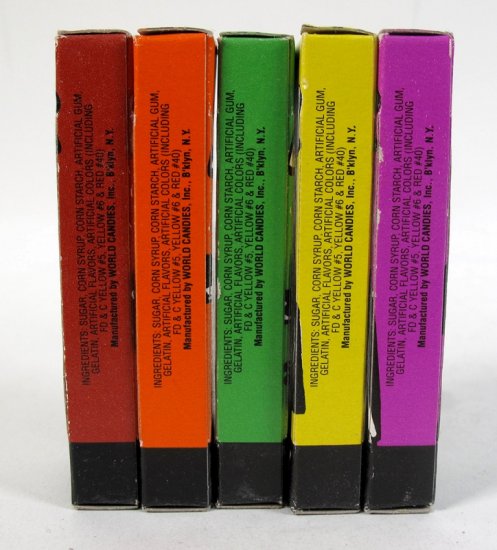 INGREDIENTS: SUGAR, CORN SYRUP, CORN STARCH, ARTIFICIAL GUM,
GELATIN, ARTIFICIAL FLAVORS, ARTIFICIAL COLORS (INCLUDING
FD & C YELLOW #5, YELLOW #6 & RED #40)
Manufactured by WORLD CANDIES, Inc., B'klyn, N.Y.
INGREDIENTS: SUGAR, CORN SYRUP, CORN STARCH, ARTIFICIAL GUM,
GELATIN, ARTIFICIAL FLAVORS, ARTIFICIAL COLORS (INCLUDING
FD & C YELLOW #5, YELLOW #6 & RED #40)
Manufactured by WORLD CANDIES, Inc., B'klyn, N.Y.
INGREDIENTS: SUGAR, CORN SYRUP, CORN STARCH, ARTIFICIAL GUM,
GELATIN, ARTIFICIAL FLAVORS, ARTIFICIAL COLORS (INCLUDING
FD & C YELLOW #5, YELLOW #6 & RED #40)
Manufactured by WORLD CANDIES, Inc., B'klyn, N.Y.
INGREDIENTS: SUGAR, CORN SYRUP, CORN STARCH, ARTIFICIAL GUM,
GELATIN, ARTIFICIAL FLAVORS, ARTIFICIAL COLORS (INCLUDING
FD & C YELLOW #5, YELLOW #6 & RED #40)
Manufactured by WORLD CANDIES, Inc., B'klyn, N.Y.
INGREDIENTS: SUGAR, CORN SYRUP, CORN STARCH, ARTIFICIAL GUM,
GELATIN, ARTIFICIAL FLAVORS, ARTIFICIAL COLORS (INCLUDING
FD & C YELLOW #5, YELLOW #6 & RED #40)
Manufactured by WORLD CANDIES, Inc., B'klyn, N.Y.